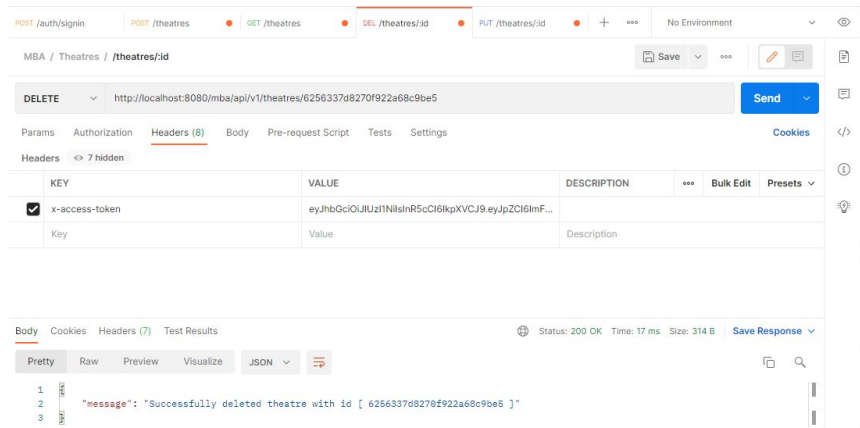 POST /auth/signin POST /theatres GET /theatres DEL /theatres/:id PUT /theatres/:id No Environment
MBA / Theatres / /theatres/:id Save
DELETE http://localhost:8080/mba/api/v1/theatres/6256337d8270f922a68c9be5 Send
Params Authorization Headers (8) Body Pre-request Script Tests Settings Cookies
Headers 7 hidden
KEY VALUE DESCRIPTION Bulk Edit Presets
x-access-token eyJhbGciOiJIUzI1NiIsInR5cCI6IkpXVCJ9.eyJpZCI6ImF...
Key Value Description
Body Cookies Headers (7) Test Results Status: 200 OK Time: 17 ms Size: 314 B Save Response
Pretty Raw Preview Visualize JSON
1 {
2 "message": "Successfully deleted theatre with id [ 6256337d8270f922a68c9be5 ]"
3 }